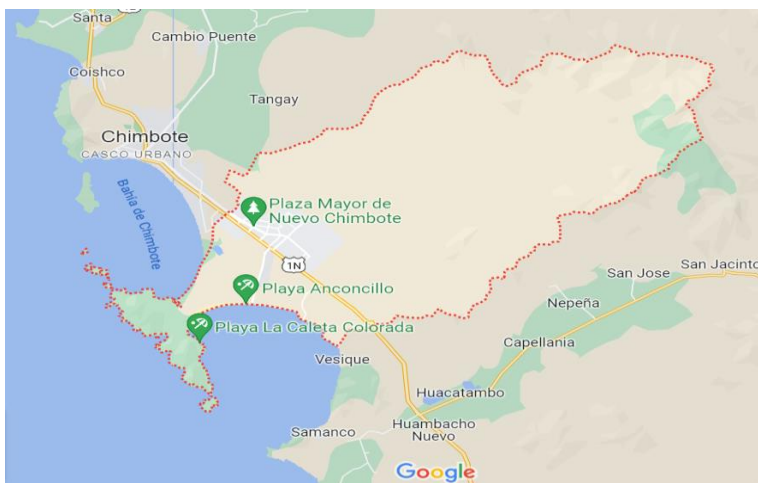 Santa
Cambio Puente
Coishco
Tangay
Chimbote
CASCO URBANO
Bahía de Chimbote
Plaza Mayor de
Nuevo Chimbote
1N
Playa Anconcillo
Playa La Caleta Colorada
San Jacinto
San Jose
Nepeña
Capellania
Vesique
Huacatambo
Huambacho
Nuevo
Samanco
Google